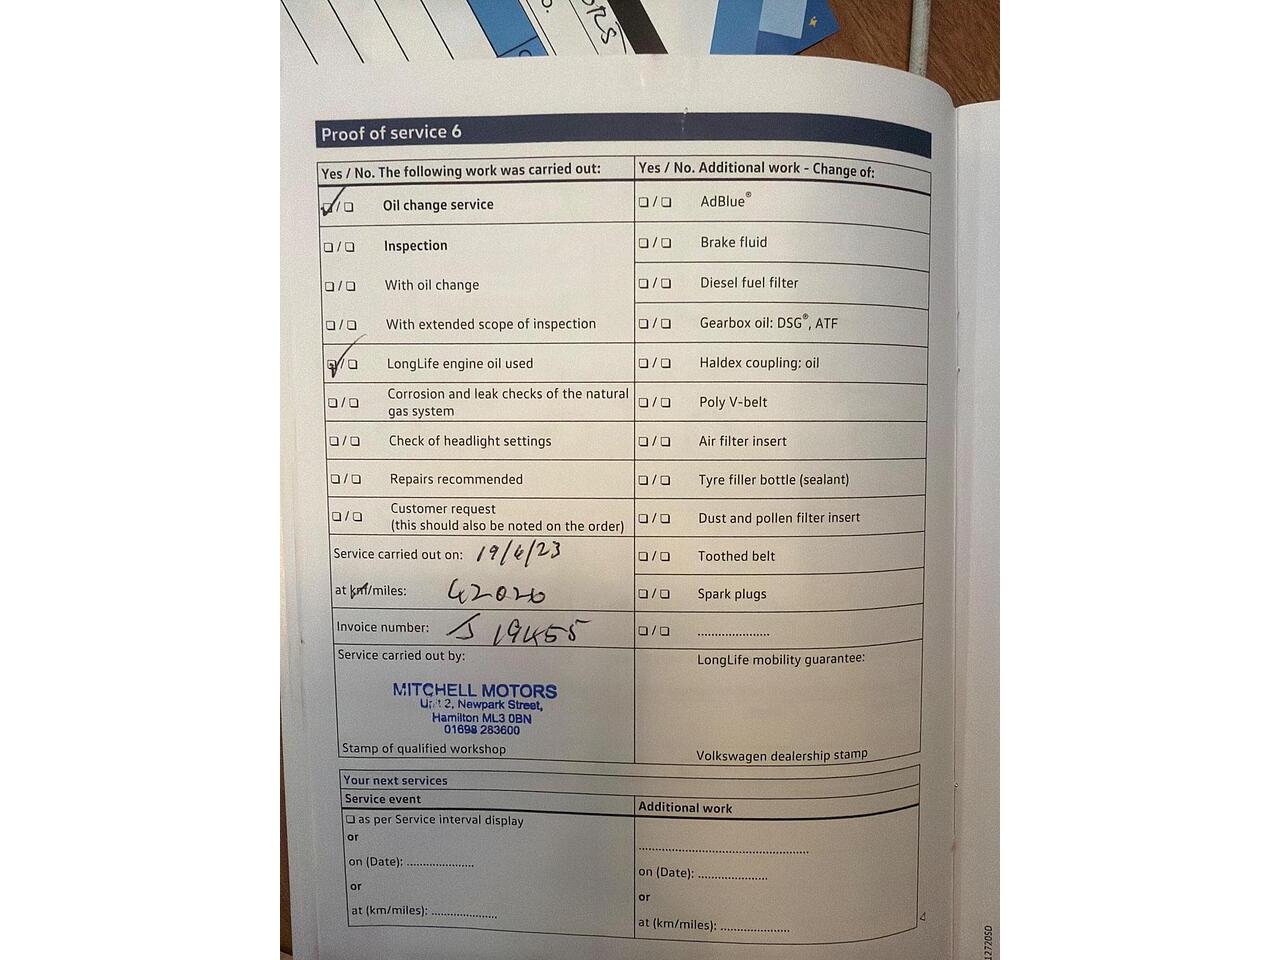 Proof of service 6
Yes / No. The following work was carried out:
☑ / ☐ Oil change service
☐ / ☐ Inspection
☐ / ☐ With oil change
☐ / ☐ With extended scope of inspection
☑ / ☐ LongLife engine oil used
☐ / ☐ Corrosion and leak checks of the natural
gas system
☐ / ☐ Check of headlight settings
☐ / ☐ Repairs recommended
☐ / ☐ Customer request
(this should also be noted on the order)
Service carried out on: 19/6/23
at km/miles: 42020
Invoice number: J 19455
Service carried out by:
MITCHELL MOTORS
Unit 2, Newpark Street,
Hamilton ML3 0BN
01698 283600
Stamp of qualified workshop
Yes / No. Additional work - Change of:
☐ / ☐ AdBlue®
☐ / ☐ Brake fluid
☐ / ☐ Diesel fuel filter
☐ / ☐ Gearbox oil: DSG®, ATF
☐ / ☐ Haldex coupling: oil
☐ / ☐ Poly V-belt
☐ / ☐ Air filter insert
☐ / ☐ Tyre filler bottle (sealant)
☐ / ☐ Dust and pollen filter insert
☐ / ☐ Toothed belt
☐ / ☐ Spark plugs
☐ / ☐ ....................
LongLife mobility guarantee:
Volkswagen dealership stamp
Your next services
Service event
☐ as per Service interval display
or
on (Date): ...................
or
at (km/miles): ..................
Additional work
...............................................
on (Date): ....................
or
at (km/miles): ....................